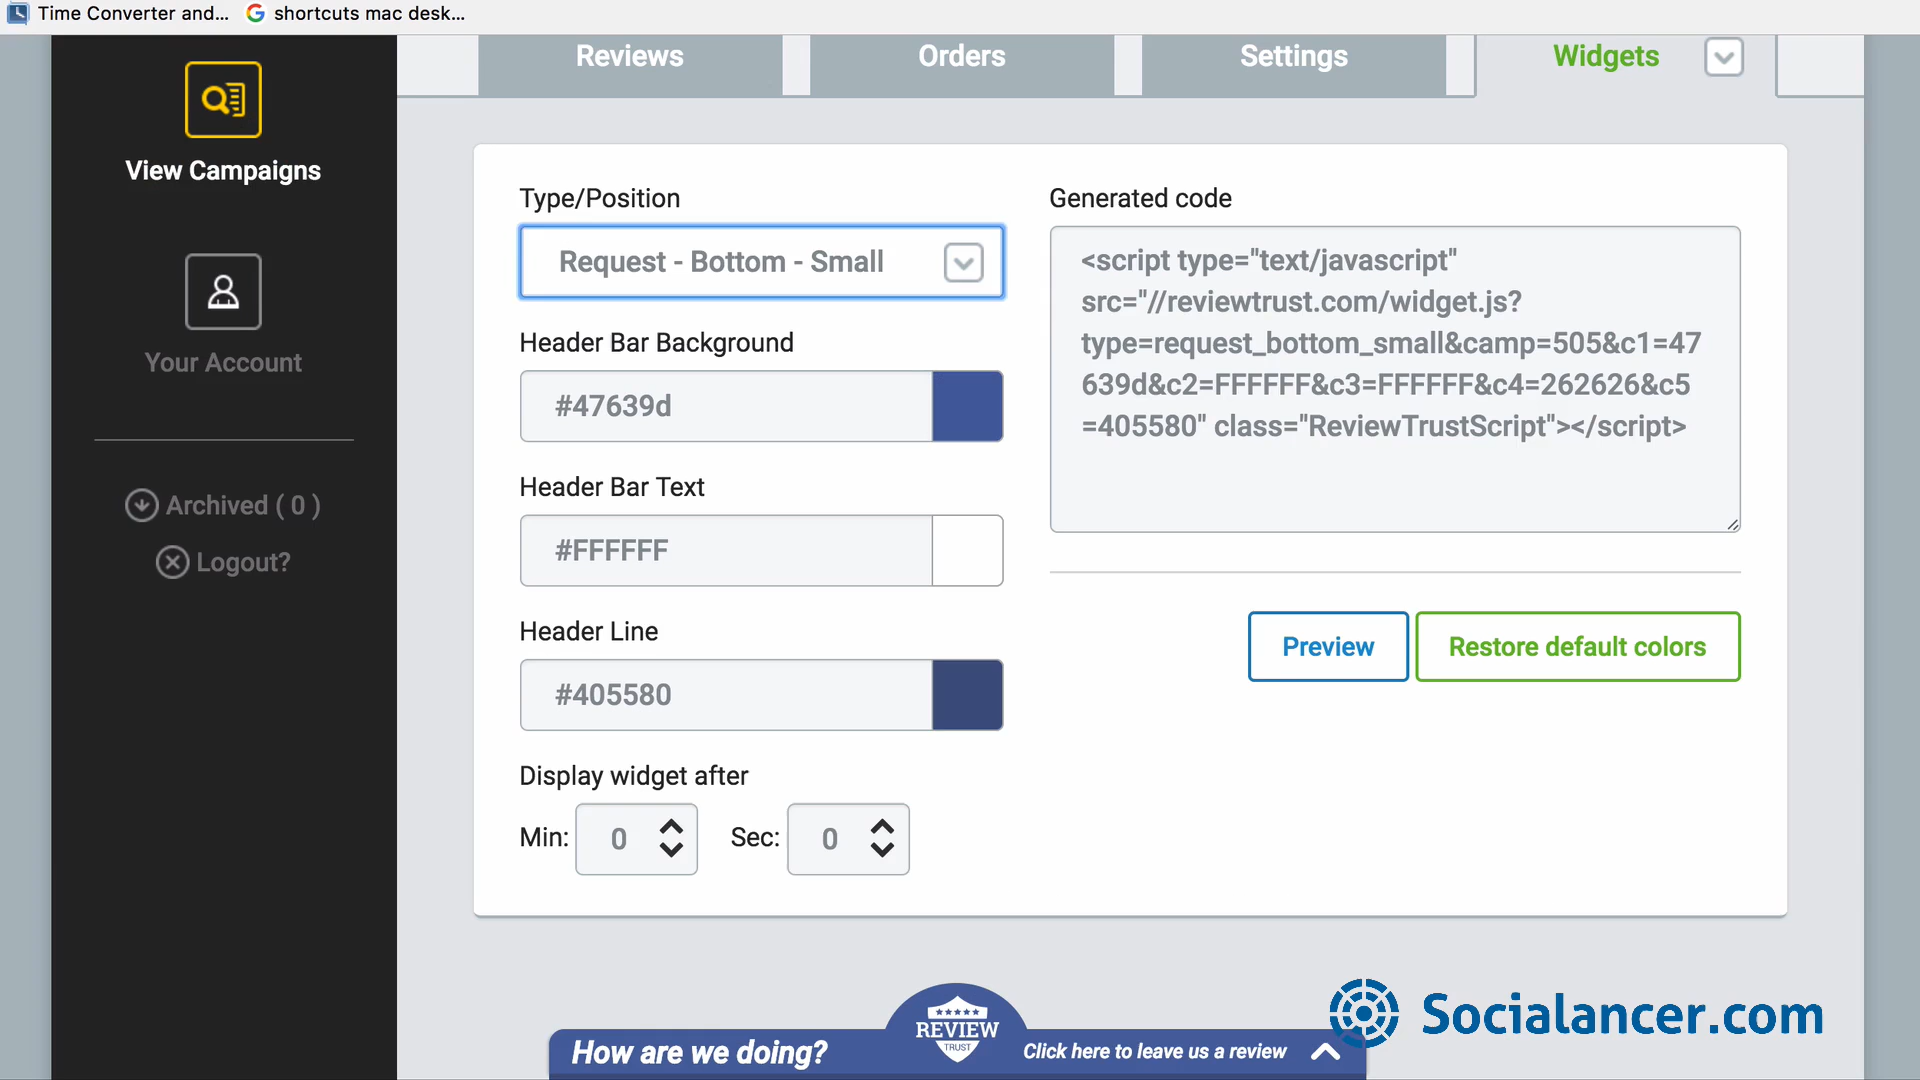 Time Converter and...
shortcuts mac desk...
Reviews
Orders
Settings
Widgets
View Campaigns
Your Account
Archived ( 0 )
Logout?
Type/Position
Request - Bottom - Small
Header Bar Background
#47639d
Header Bar Text
#FFFFFF
Header Line
#405580
Display widget after
Min: 0 Sec: 0
Generated code
<script type="text/javascript"
src="//reviewtrust.com/widget.js?
type=request_bottom_small&camp=505&c1=47
639d&c2=FFFFFF&c3=FFFFFF&c4=262626&c5
=405580" class="ReviewTrustScript"></script>
Preview
Restore default colors
How are we doing?
REVIEW
TRUST
Click here to leave us a review
Socialancer.com